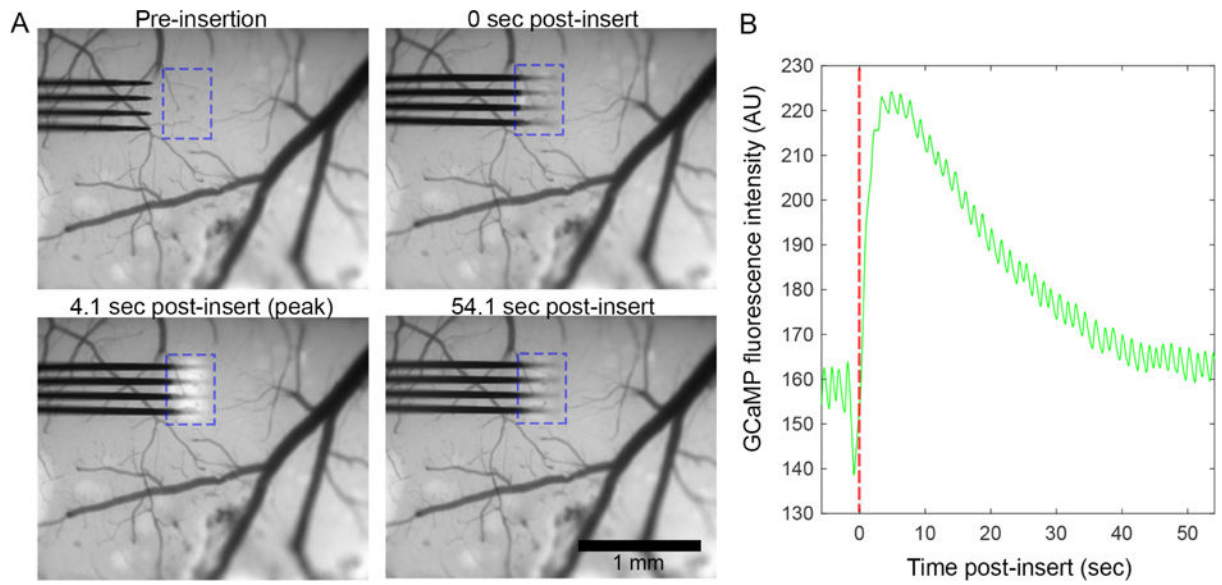 A
Pre-insertion
0 sec post-insert
4.1 sec post-insert (peak)
54.1 sec post-insert
1 mm
B
GCaMP fluorescence intensity (AU)
230
220
210
200
190
180
170
160
150
140
130
0
10
20
30
40
50
Time post-insert (sec)